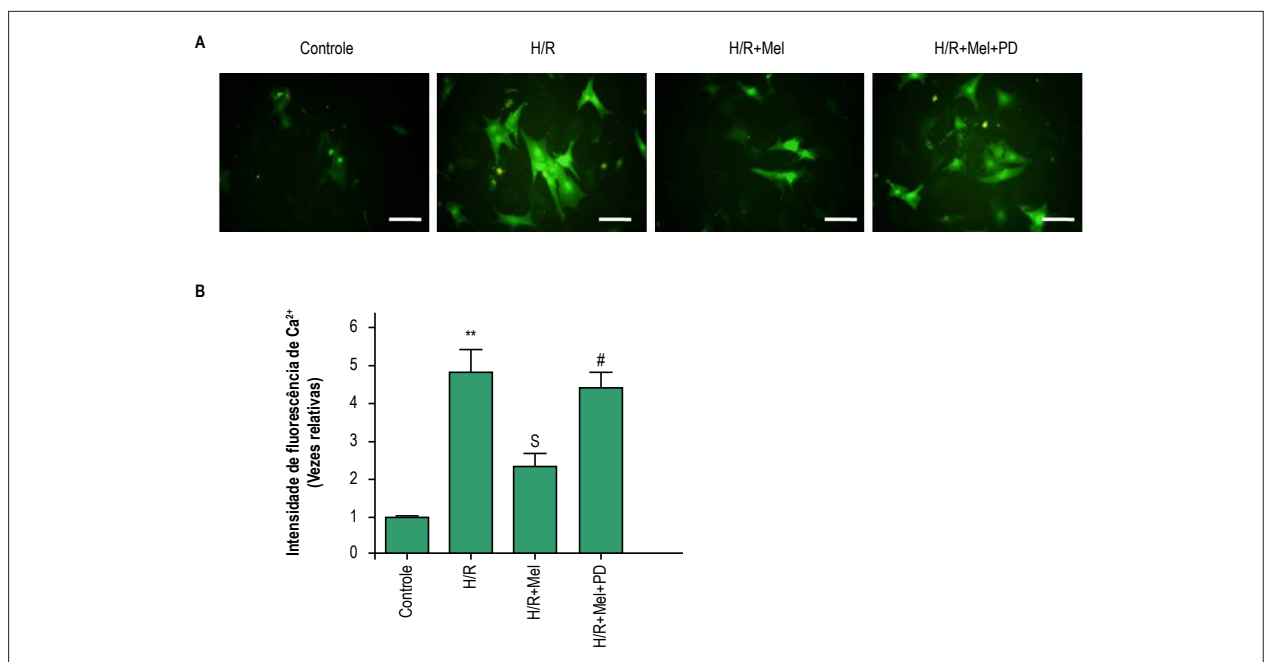 A
Controle
H/R
H/R+Mel
H/R+Mel+PD
B
Intensidade de fluorescência de Ca²⁺
(Vezes relativas)
6
5
4
3
2
1
0
**
S
#
Controle
H/R
H/R+Mel
H/R+Mel+PD